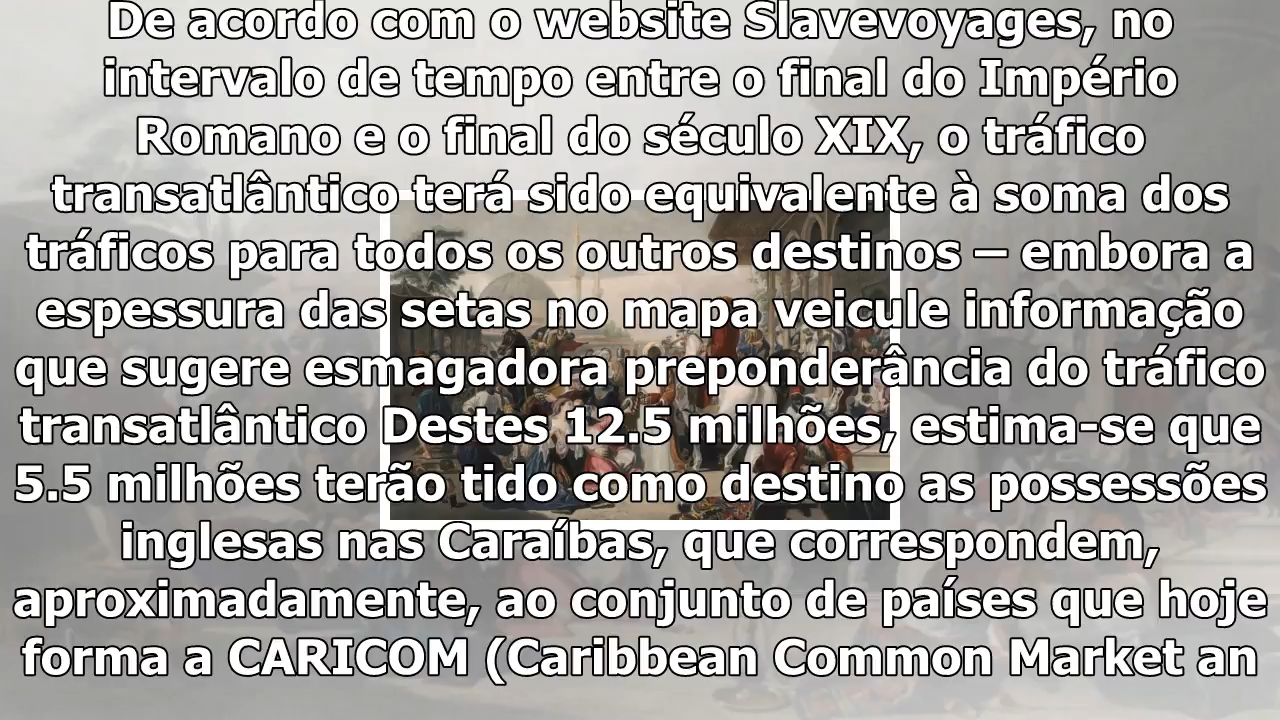 De acordo com o website Slavevoyages, no
intervalo de tempo entre o final do Império
Romano e o final do século XIX, o tráfico
transatlântico terá sido equivalente à soma dos
tráficos para todos os outros destinos – embora a
espessura das setas no mapa veicule informação
que sugere esmagadora preponderância do tráfico
transatlântico Destes 12.5 milhões, estima-se que
5.5 milhões terão tido como destino as possessões
inglesas nas Caraíbas, que correspondem,
aproximadamente, ao conjunto de países que hoje
forma a CARICOM (Caribbean Common Market an